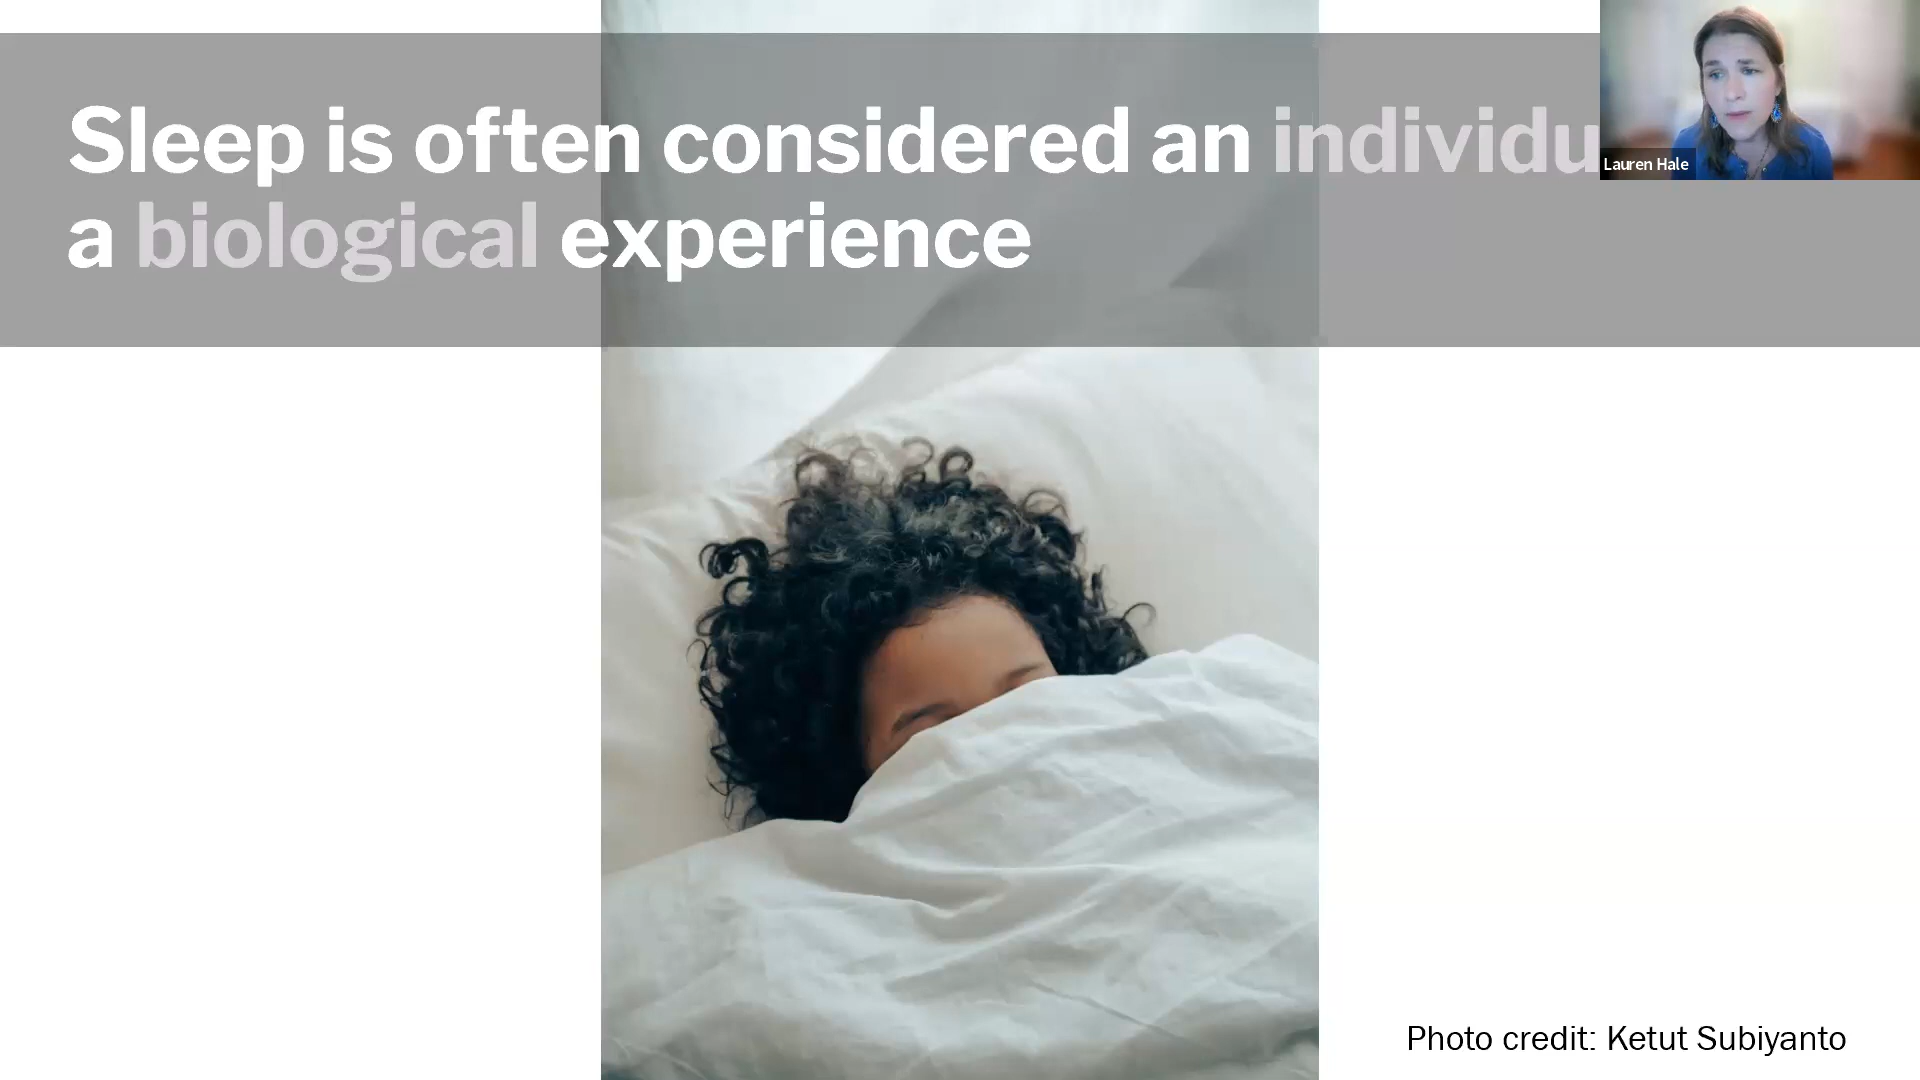 Sleep is often considered an individu
a biological experience
Lauren Hale
Photo credit: Ketut Subiyanto